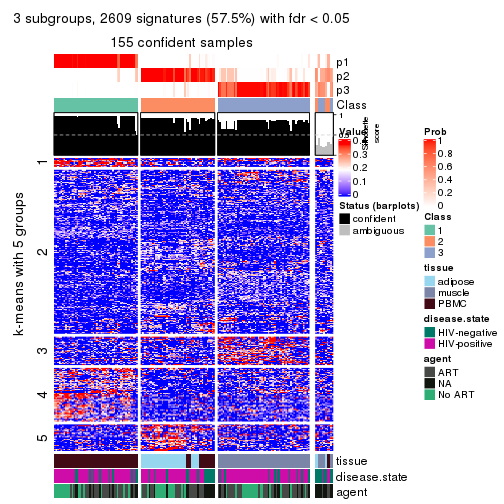 3 subgroups, 2609 signatures (57.5%) with fdr < 0.05
155 confident samples
p1
p2
p3
Class
1
0
Silhouette
score
k-means with 5 groups
1
2
3
4
5
tissue
disease.state
agent
Value
0.3
0.2
0.1
0
Status (barplots)
confident
ambiguous
Prob
1
0.8
0.6
0.4
0.2
0
Class
1
2
3
tissue
adipose
muscle
PBMC
disease.state
HIV-negative
HIV-positive
agent
ART
NA
No ART